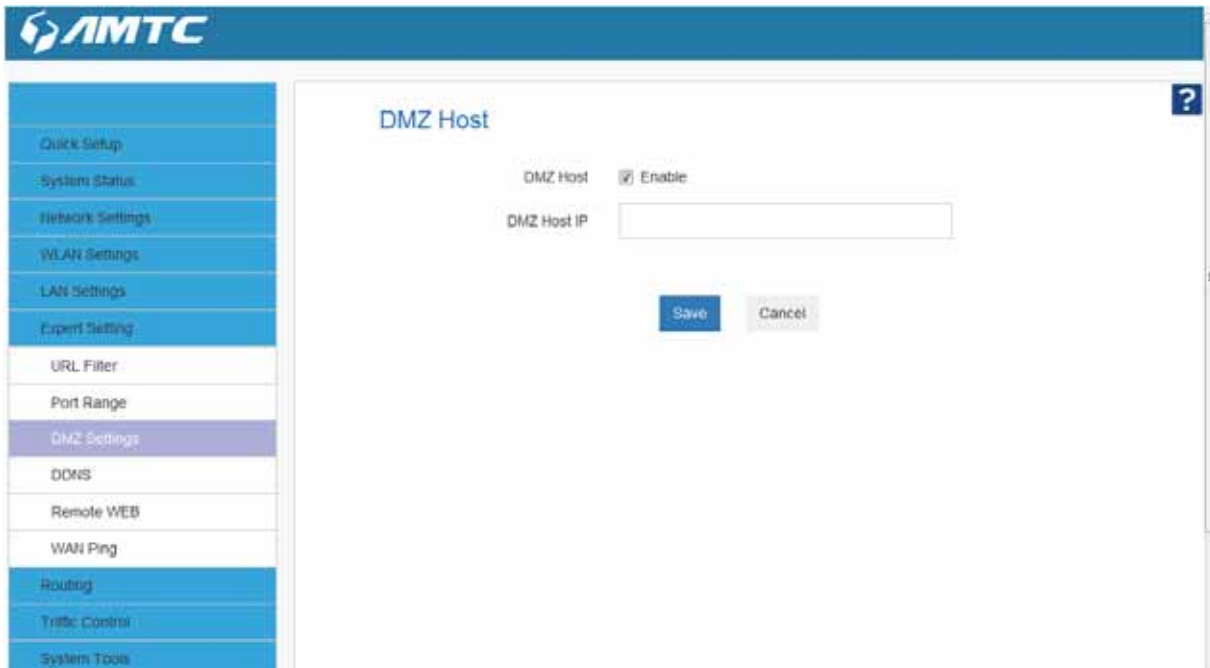 AMTC
?
DMZ Host
DMZ Host Enable
DMZ Host IP
Save Cancel
Quick Setup
System Status
Network Settings
WLAN Settings
LAN Settings
Expert Setting
URL Filter
Port Range
DMZ Settings
DDNS
Remote WEB
WAN Ping
Routing
Traffic Control
System Tools